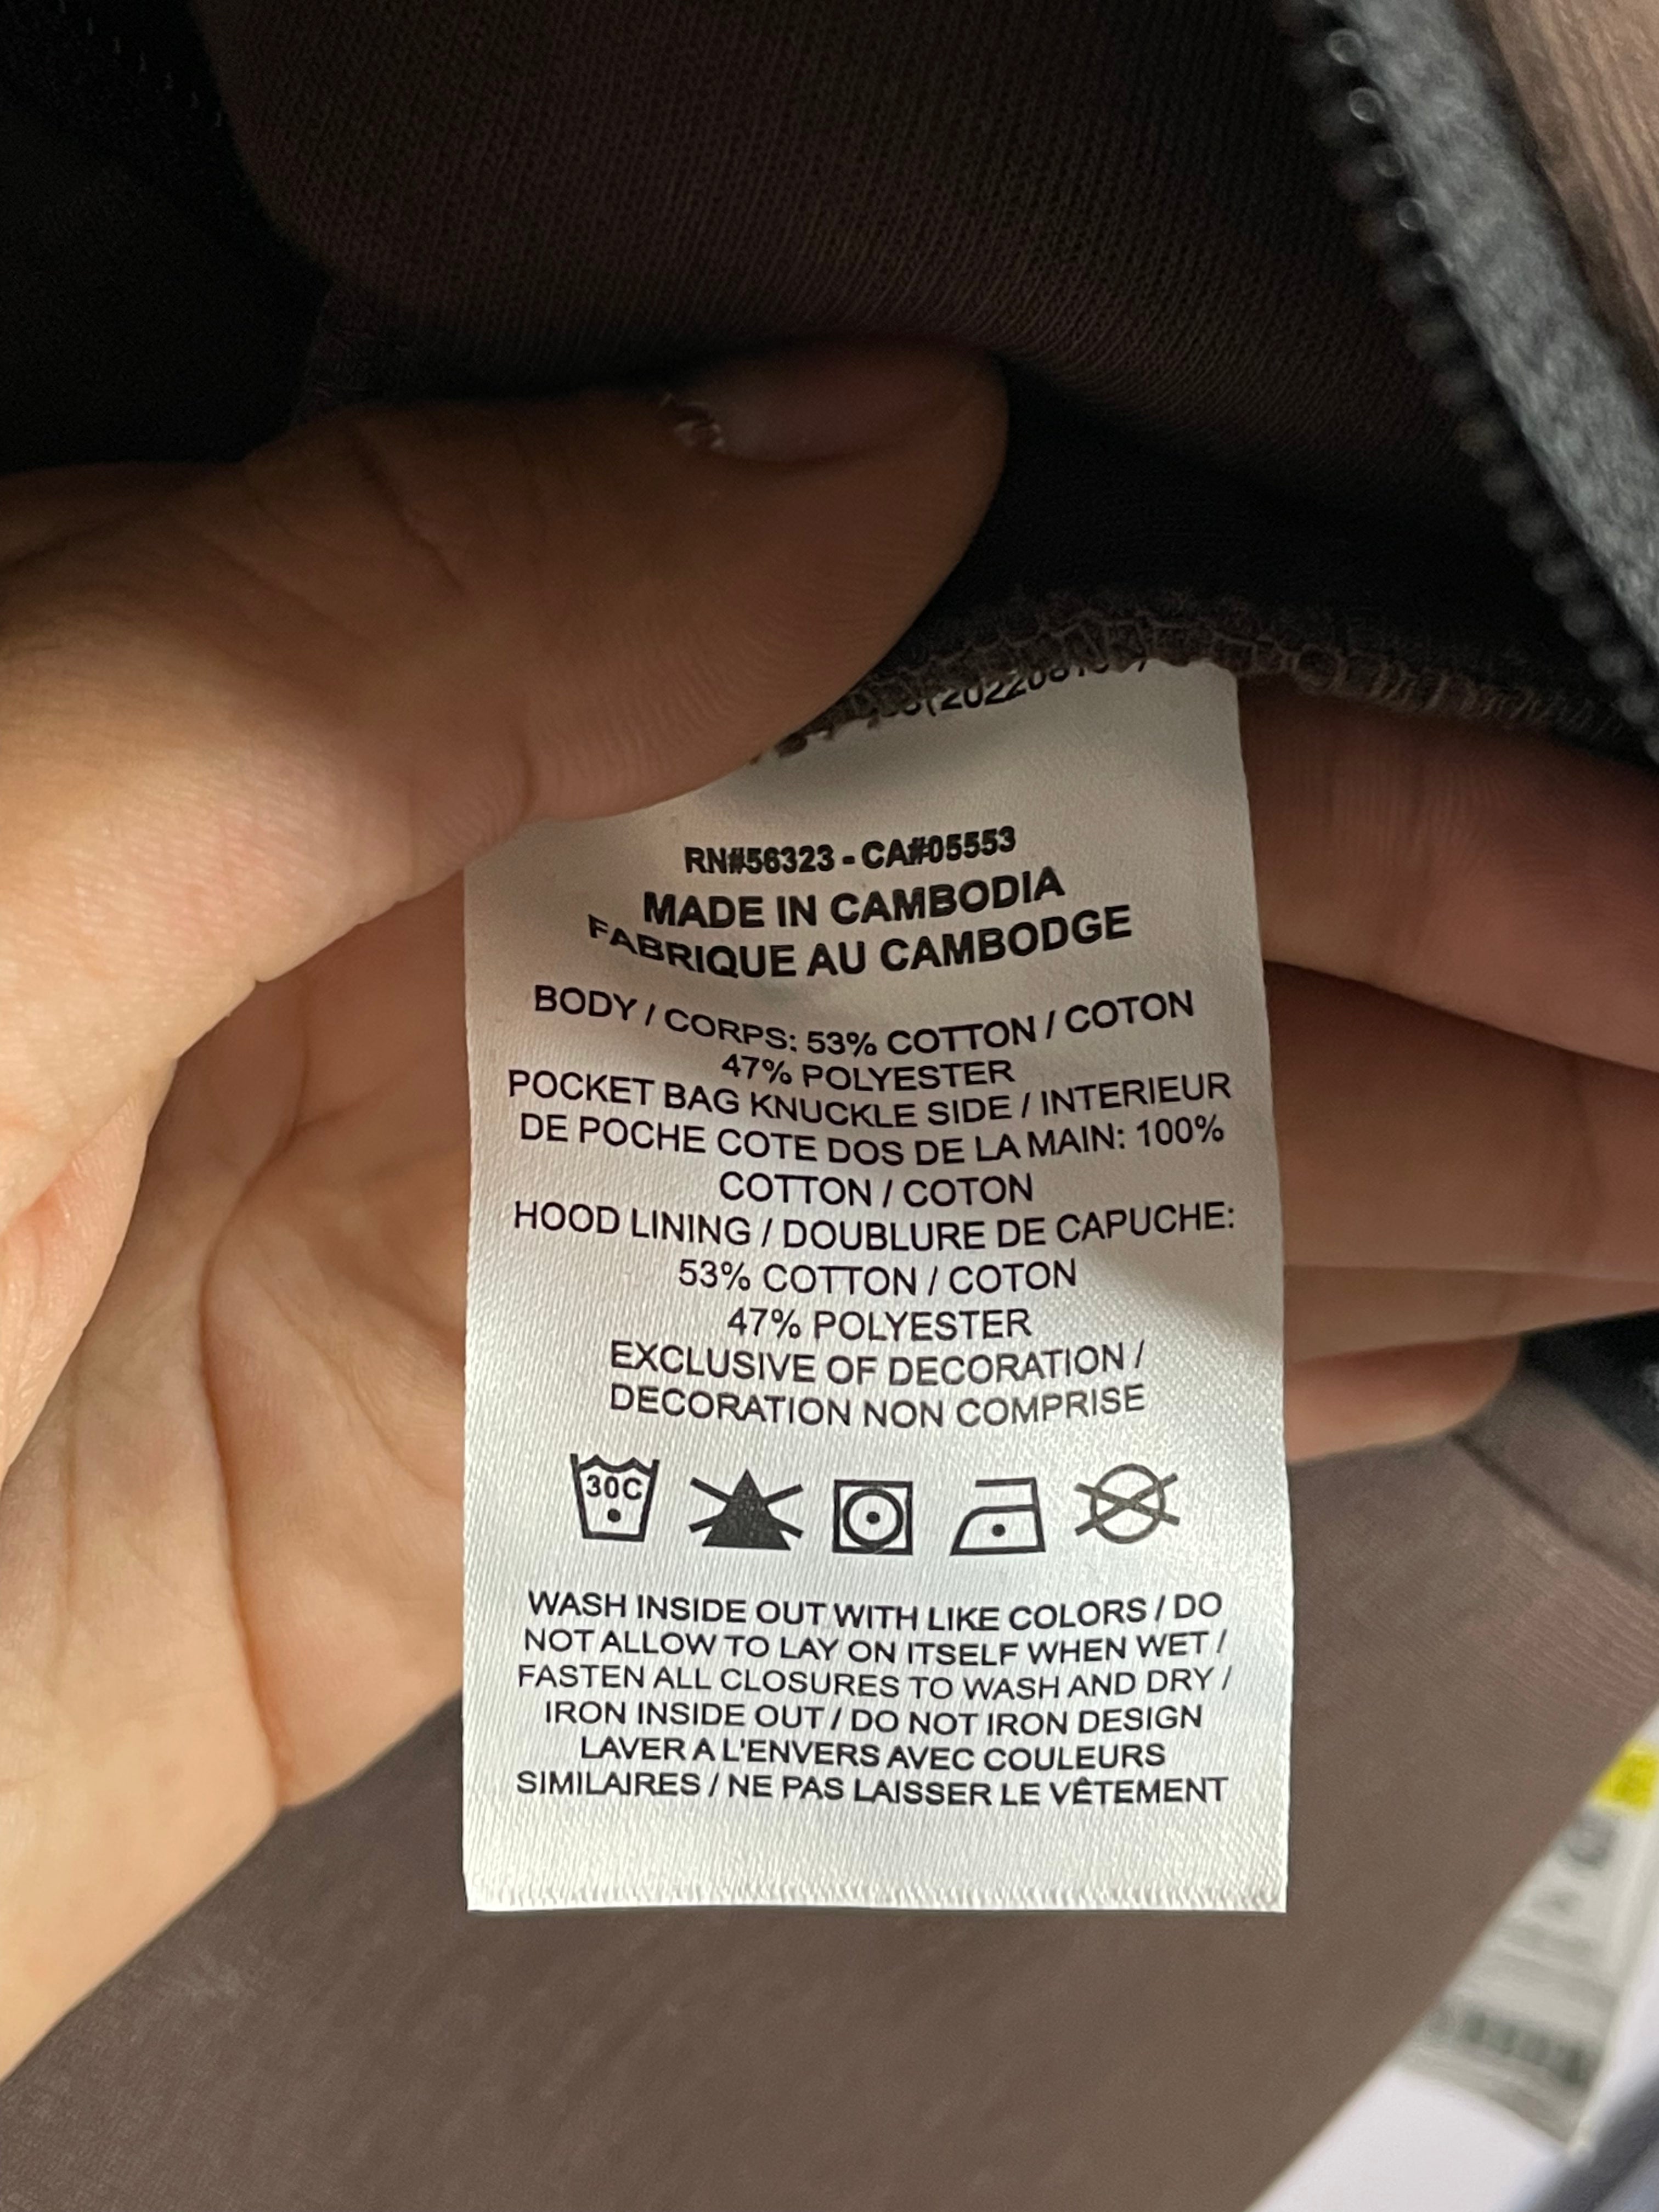 RN#56323 - CA#05553
MADE IN CAMBODIA
FABRIQUE AU CAMBODGE
BODY / CORPS: 53% COTTON / COTON
47% POLYESTER
POCKET BAG KNUCKLE SIDE / INTERIEUR
DE POCHE COTE DOS DE LA MAIN: 100%
COTTON / COTON
HOOD LINING / DOUBLURE DE CAPUCHE:
53% COTTON / COTON
47% POLYESTER
EXCLUSIVE OF DECORATION /
DECORATION NON COMPRISE
30C
WASH INSIDE OUT WITH LIKE COLORS / DO
NOT ALLOW TO LAY ON ITSELF WHEN WET /
FASTEN ALL CLOSURES TO WASH AND DRY /
IRON INSIDE OUT / DO NOT IRON DESIGN
LAVER A L'ENVERS AVEC COULEURS
SIMILAIRES / NE PAS LAISSER LE VÊTEMENT